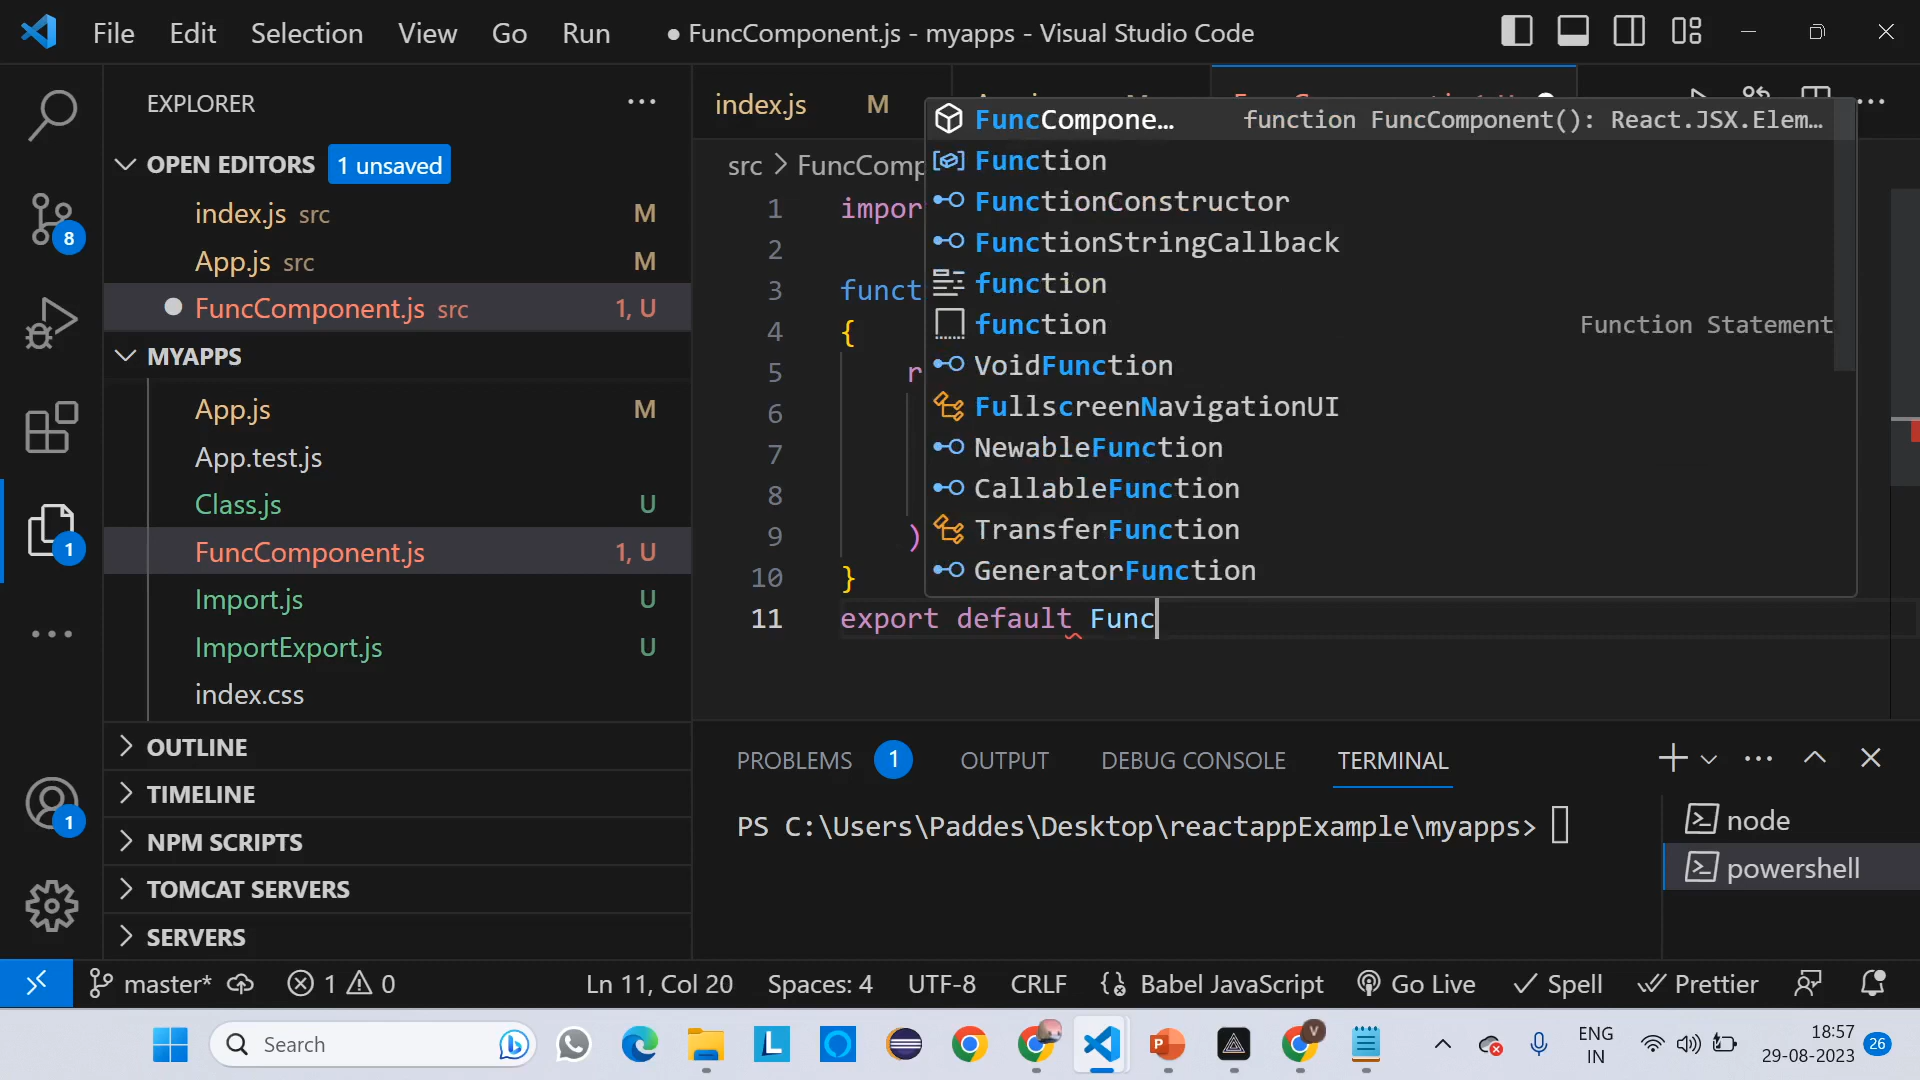 File Edit Selection View Go Run ● FuncComponent.js - myapps - Visual Studio Code
EXPLORER
index.js M
OPEN EDITORS 1 unsaved
index.js src M
App.js src M
FuncComponent.js src 1, U
MYAPPS
App.js M
App.test.js
Class.js U
FuncComponent.js 1, U
Import.js U
ImportExport.js U
index.css
OUTLINE
TIMELINE
NPM SCRIPTS
TOMCAT SERVERS
SERVERS
8
1
1
src > FuncComp
1 impor
2
3 funct
4 {
5 r
6
7
8
9 )
10 }
11 export default Func
FuncCompone… function FuncComponent(): React.JSX.Elem…
Function
FunctionConstructor
FunctionStringCallback
function
function Function Statement
VoidFunction
FullscreenNavigationUI
NewableFunction
CallableFunction
TransferFunction
GeneratorFunction
PROBLEMS 1 OUTPUT DEBUG CONSOLE TERMINAL
PS C:\Users\Paddes\Desktop\reactappExample\myapps>
node
powershell
master* 1 0 Ln 11, Col 20 Spaces: 4 UTF-8 CRLF Babel JavaScript Go Live Spell Prettier
Search
L
P
V
ENG
IN
18:57
29-08-2023
26